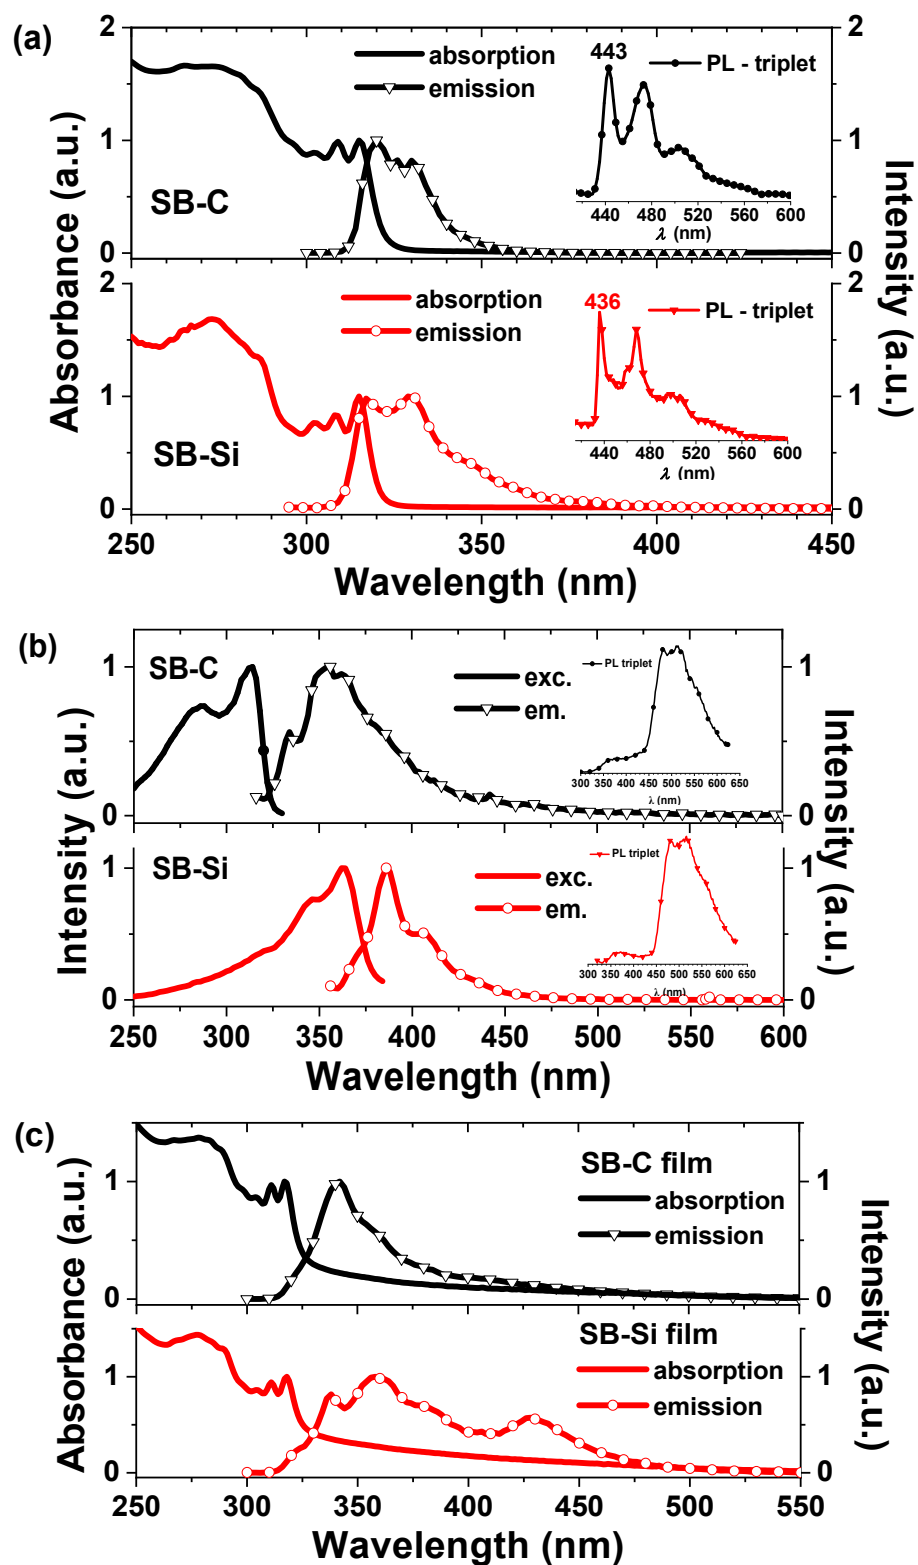 (a)
2
1
0
Absorbance (a.u.)
absorption
emission
SB-C
443
PL - triplet
440 480 520 560 600
λ (nm)
2
1
0
Intensity (a.u.)
2
1
0
absorption
emission
SB-Si
436
PL - triplet
440 480 520 560 600
λ (nm)
2
1
0
250 300 350 400 450
Wavelength (nm)
(b)
SB-C
1
0
Intensity (a.u.)
exc.
em.
PL triplet
300 350 400 450 500 550 600 650
λ (nm)
1
0
Intensity (a.u.)
SB-Si
1
0
exc.
em.
PL triplet
300 350 400 450 500 550 600 650
λ (nm)
1
0
250 300 350 400 450 500 550 600
Wavelength (nm)
(c)
1
0
Absorbance (a.u.)
SB-C film
absorption
emission
1
0
Intensity (a.u.)
1
0
SB-Si film
absorption
emission
1
0
250 300 350 400 450 500 550
Wavelength (nm)